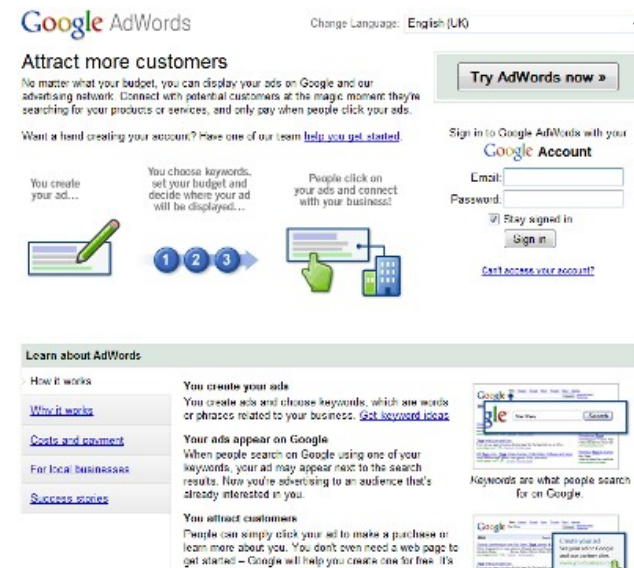 Google AdWords
Change Language: English (UK)
Attract more customers
No matter what your budget, you can display your ads on Google and our
advertising network. Connect with potential customers at the magic moment they're
searching for your products or services, and only pay when people click your ads.
Want a hand creating your account? Have one of our team help you get started.
Try AdWords now »
Sign in to Google AdWords with your
Google Account
Email:
Password:
Stay signed in
Sign in
Can't access your account?
You create
your ad...
You choose keywords,
set your budget and
decide where your ad
will be displayed...
People click on
your ads and connect
with your business!
1 2 3
Learn about AdWords
How it works
Why it works
Costs and payment
For local businesses
Success stories
You create your ads
You create ads and choose keywords, which are words
or phrases related to your business. Get keyword ideas
Your ads appear on Google
When people search on Google using one of your
keywords, your ad may appear next to the search
results. Now you're advertising to an audience that's
already interested in you.
You attract customers
People can simply click your ad to make a purchase or
learn more about you. You don't even need a web page to
get started – Google will help you create one for free. It's
Google
gle
Search
Keywords are what people search
for on Google.
Google
Create your ad